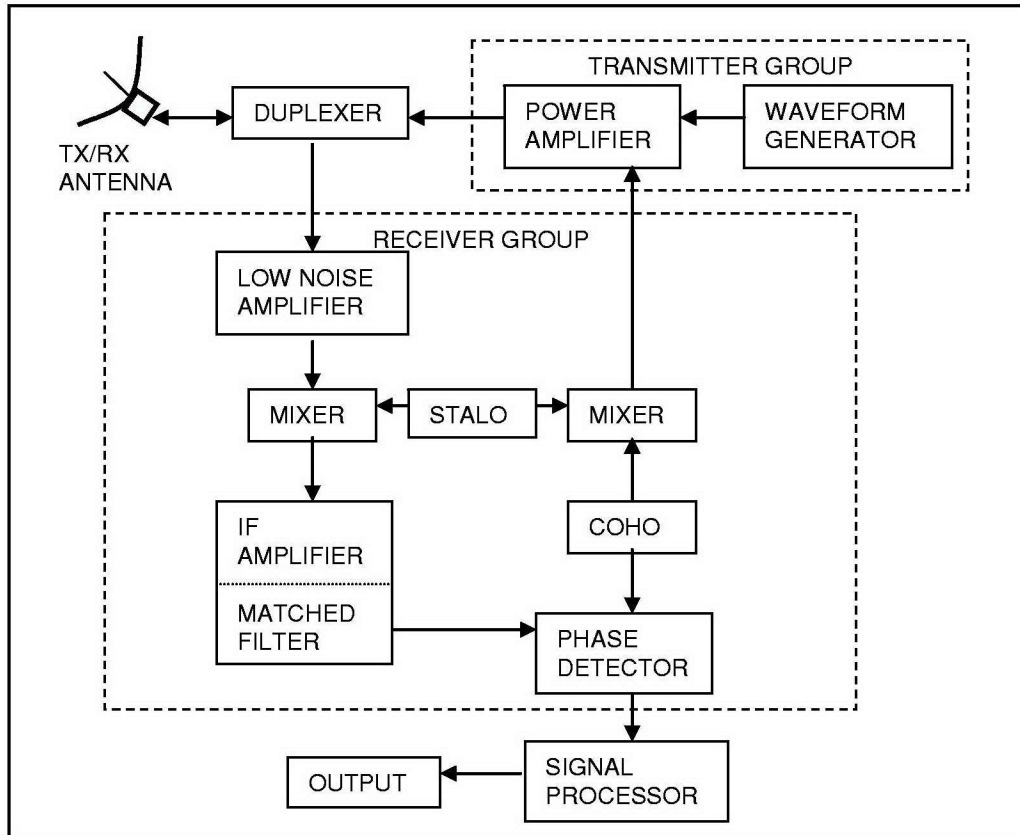 TRANSMITTER GROUP
TX/RX
ANTENNA
DUPLEXER
POWER
AMPLIFIER
WAVEFORM
GENERATOR
RECEIVER GROUP
LOW NOISE
AMPLIFIER
MIXER
STALO
MIXER
IF
AMPLIFIER
COHO
MATCHED
FILTER
PHASE
DETECTOR
OUTPUT
SIGNAL
PROCESSOR